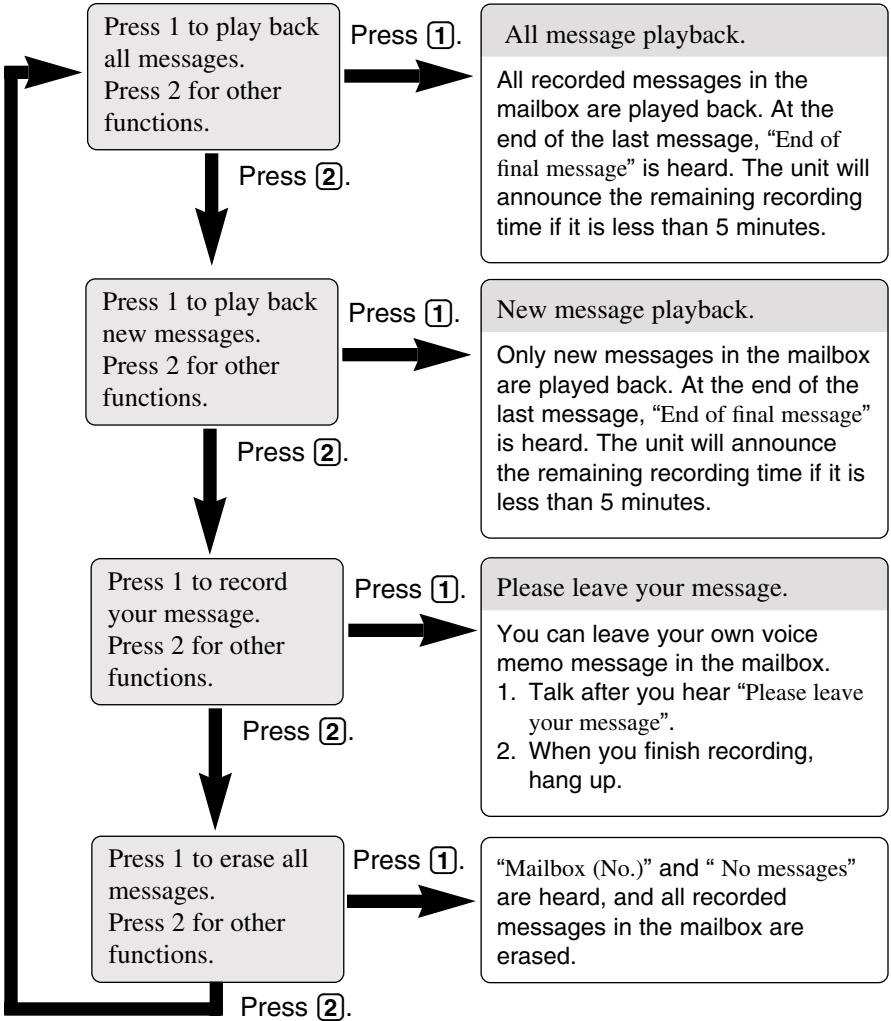 Press 1 to play back
all messages.
Press 2 for other
functions.
Press 1.
All message playback.
All recorded messages in the
mailbox are played back. At the
end of the last message, “End of
final message” is heard. The unit will
announce the remaining recording
time if it is less than 5 minutes.
Press 2.
Press 1 to play back
new messages.
Press 2 for other
functions.
Press 1.
New message playback.
Only new messages in the mailbox
are played back. At the end of the
last message, “End of final message”
is heard. The unit will announce
the remaining recording time if it is
less than 5 minutes.
Press 2.
Press 1 to record
your message.
Press 2 for other
functions.
Press 1.
Please leave your message.
You can leave your own voice
memo message in the mailbox.
1. Talk after you hear “Please leave
your message”.
2. When you finish recording,
hang up.
Press 2.
Press 1 to erase all
messages.
Press 2 for other
functions.
Press 1.
“Mailbox (No.)” and “ No messages”
are heard, and all recorded
messages in the mailbox are
erased.
Press 2.